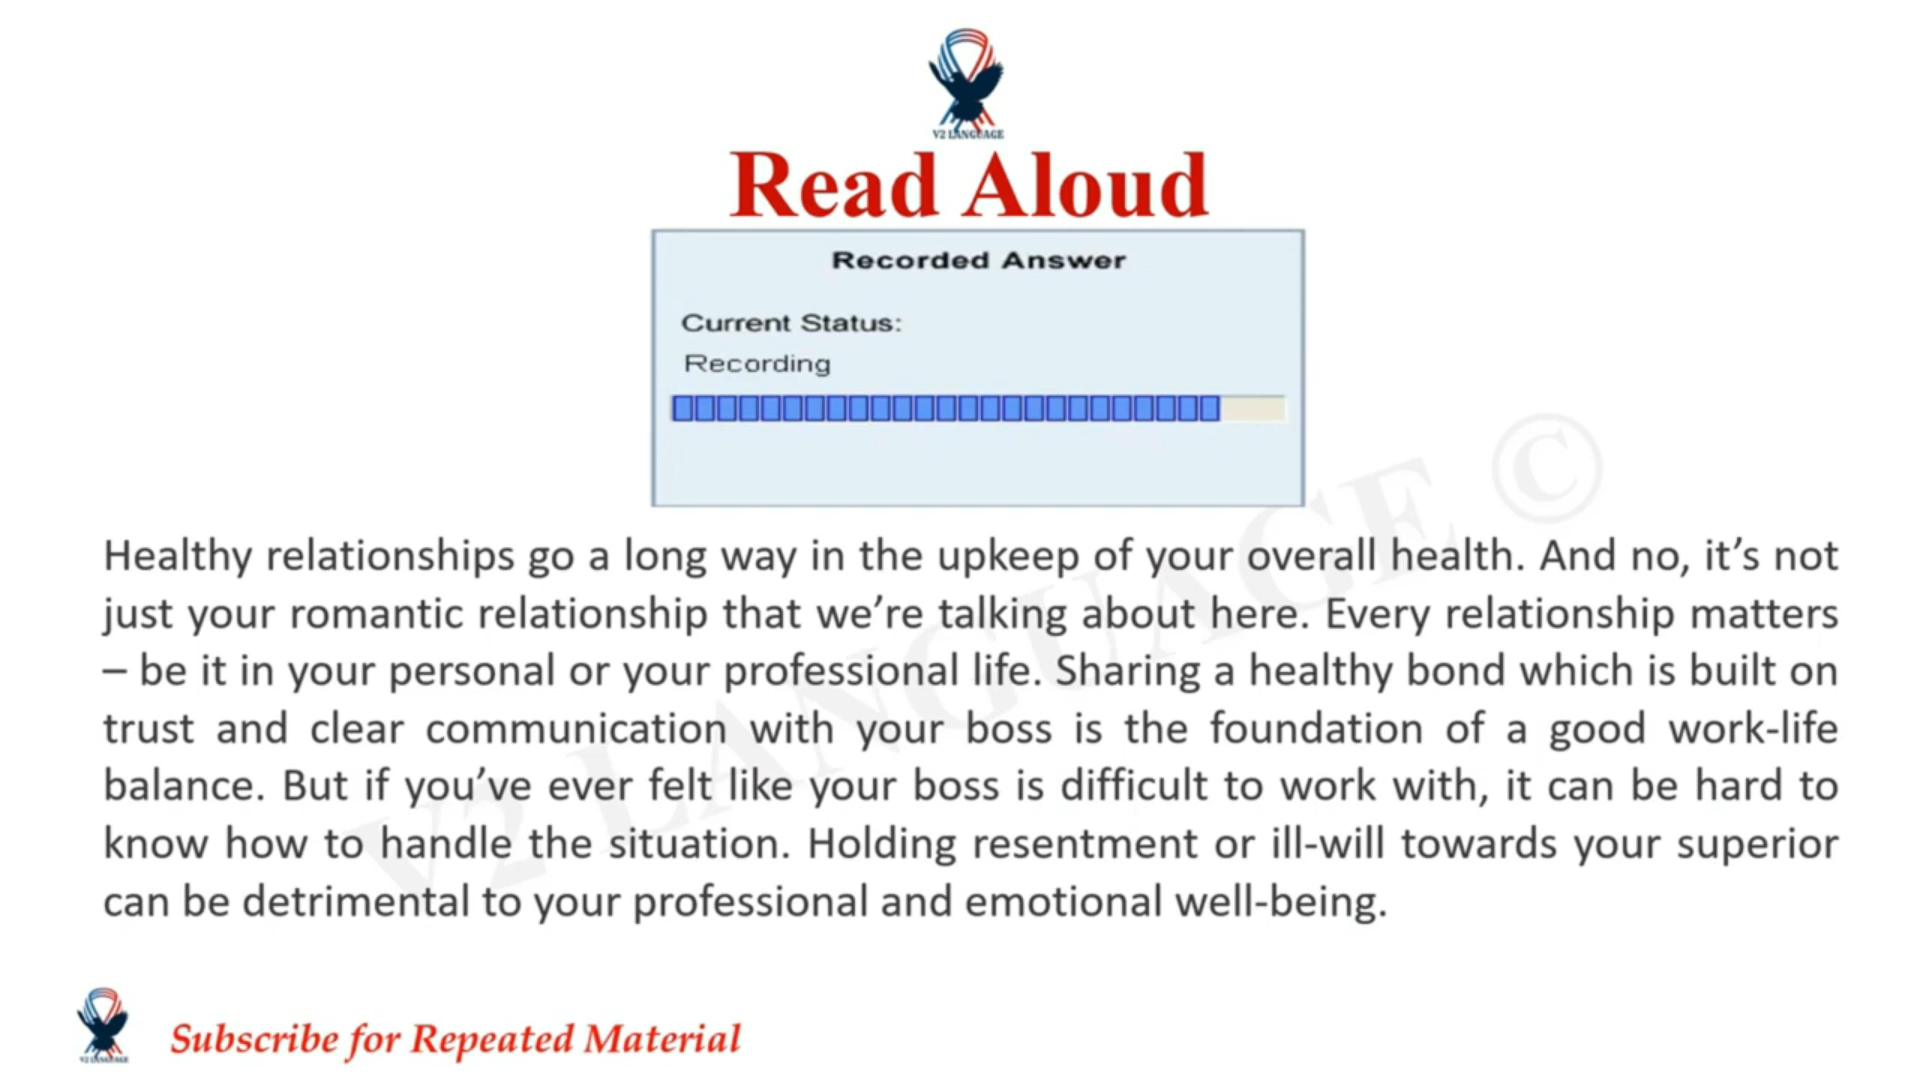 V2 LANGUAGE
Read Aloud
Recorded Answer
Current Status:
Recording
Healthy relationships go a long way in the upkeep of your overall health. And no, it’s not
just your romantic relationship that we’re talking about here. Every relationship matters
– be it in your personal or your professional life. Sharing a healthy bond which is built on
trust and clear communication with your boss is the foundation of a good work-life
balance. But if you’ve ever felt like your boss is difficult to work with, it can be hard to
know how to handle the situation. Holding resentment or ill-will towards your superior
can be detrimental to your professional and emotional well-being.
V2 LANGUAGE ©
V2 LANGUAGE
Subscribe for Repeated Material